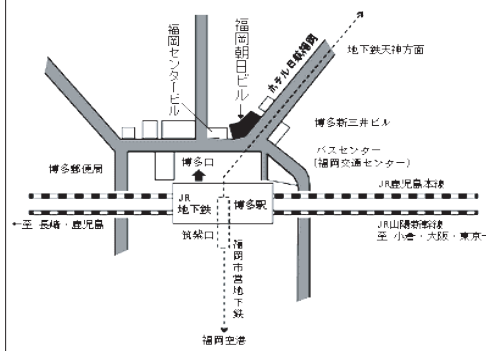 福岡センタービル
福岡朝日ビル
ホテル日航福岡
地下鉄天神方面
博多新三井ビル
バスセンター
(福岡交通センター)
博多郵便局
博多口
JR鹿児島本線
JR
地下鉄
博多駅
←至 長崎・鹿児島
筑紫口
JR山陽新幹線
至 小倉・大阪・東京→
福岡市営地下鉄
福岡空港